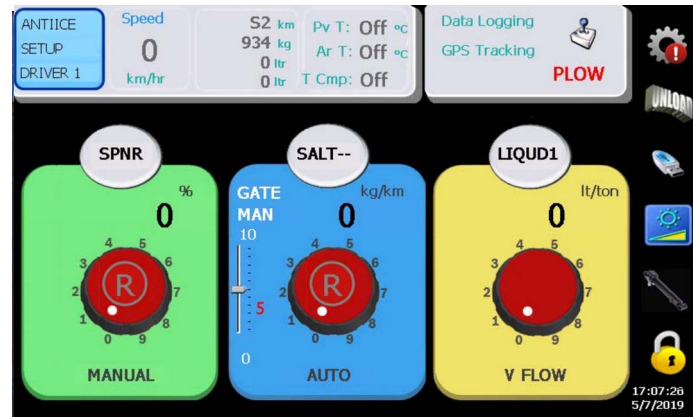 ANTIICE
SETUP
DRIVER 1
Speed
0
km/hr
S2 km
934 kg
0 ltr
0 ltr
Pv T: Off ºC
Ar T: Off ºC
T Cmp: Off
Data Logging
GPS Tracking
PLOW
UNLOAD
SPNR
%
0
4 5
3 6
2 7
1 8
0 9
R
MANUAL
SALT--
GATE
MAN
kg/km
0
10
5
0
4 5
3 6
2 7
1 8
0 9
R
AUTO
LIQUD1
lt/ton
0
4 5
3 6
2 7
1 8
0 9
V FLOW
17:07:26
5/7/2019